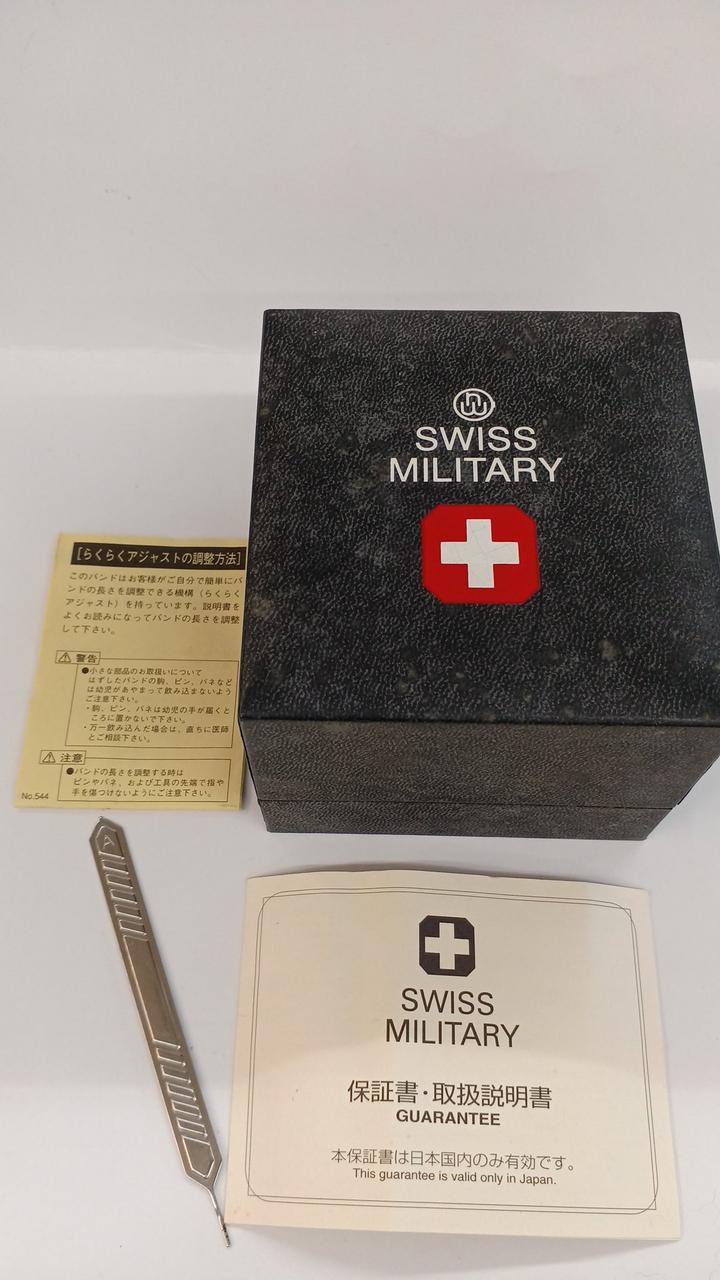 SWISS
MILITARY
[らくらくアジャストの調整方法]
このバンドはお客様がご自分で簡単にバ
ンドの長さを調整できる機構（らくらく
アジャスト）を持っています。説明書を
よくお読みになってバンドの長さを調整
して下さい。
警告
●小さな部品のお取扱いについて
はずしたバンドの駒、ピン、バネなど
は幼児があやまって飲み込まないよう
ご注意下さい。
・駒、ピン、バネは幼児の手が届くと
ころに置かないで下さい。
・万一飲み込んだ場合は、直ちに医師
とご相談下さい。
注意
●バンドの長さを調整する時は
ピンやバネ、および工具の先端で指や
手を傷つけないようにご注意下さい。
No.544
SWISS
MILITARY
保証書・取扱説明書
GUARANTEE
本保証書は日本国内のみ有効です。
This guarantee is valid only in Japan.